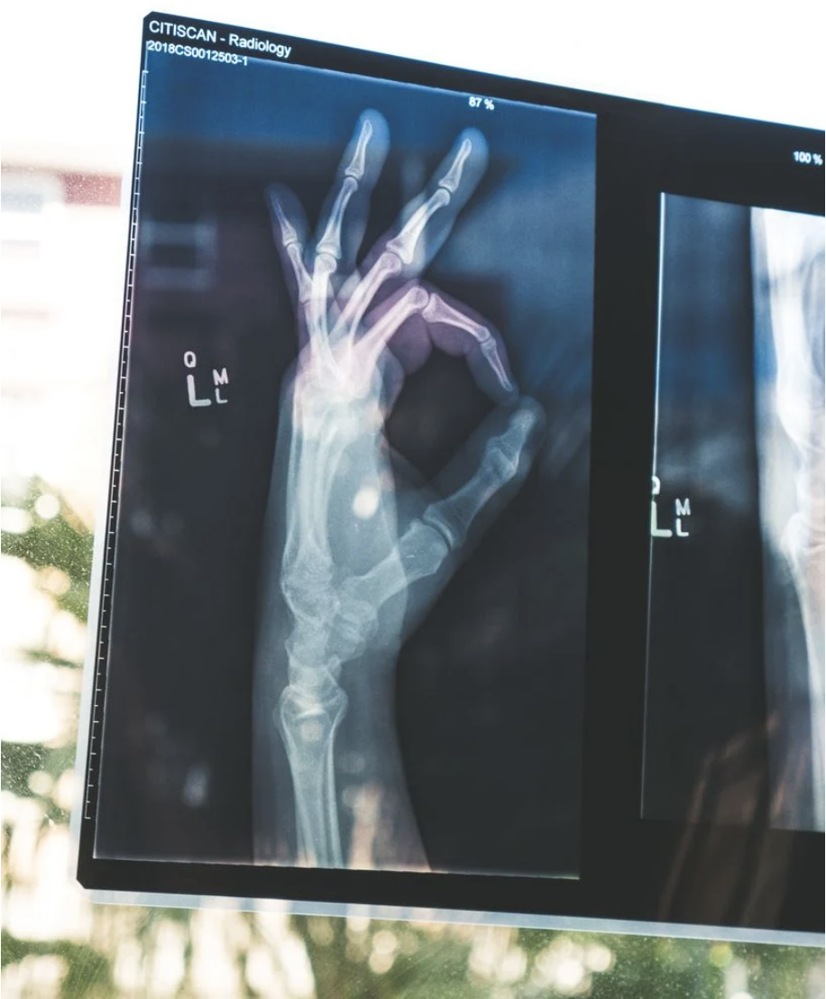 CITISCAN - Radiology
2018CS0012503-1
87 %
100 %
Q
L M
L
L M
L